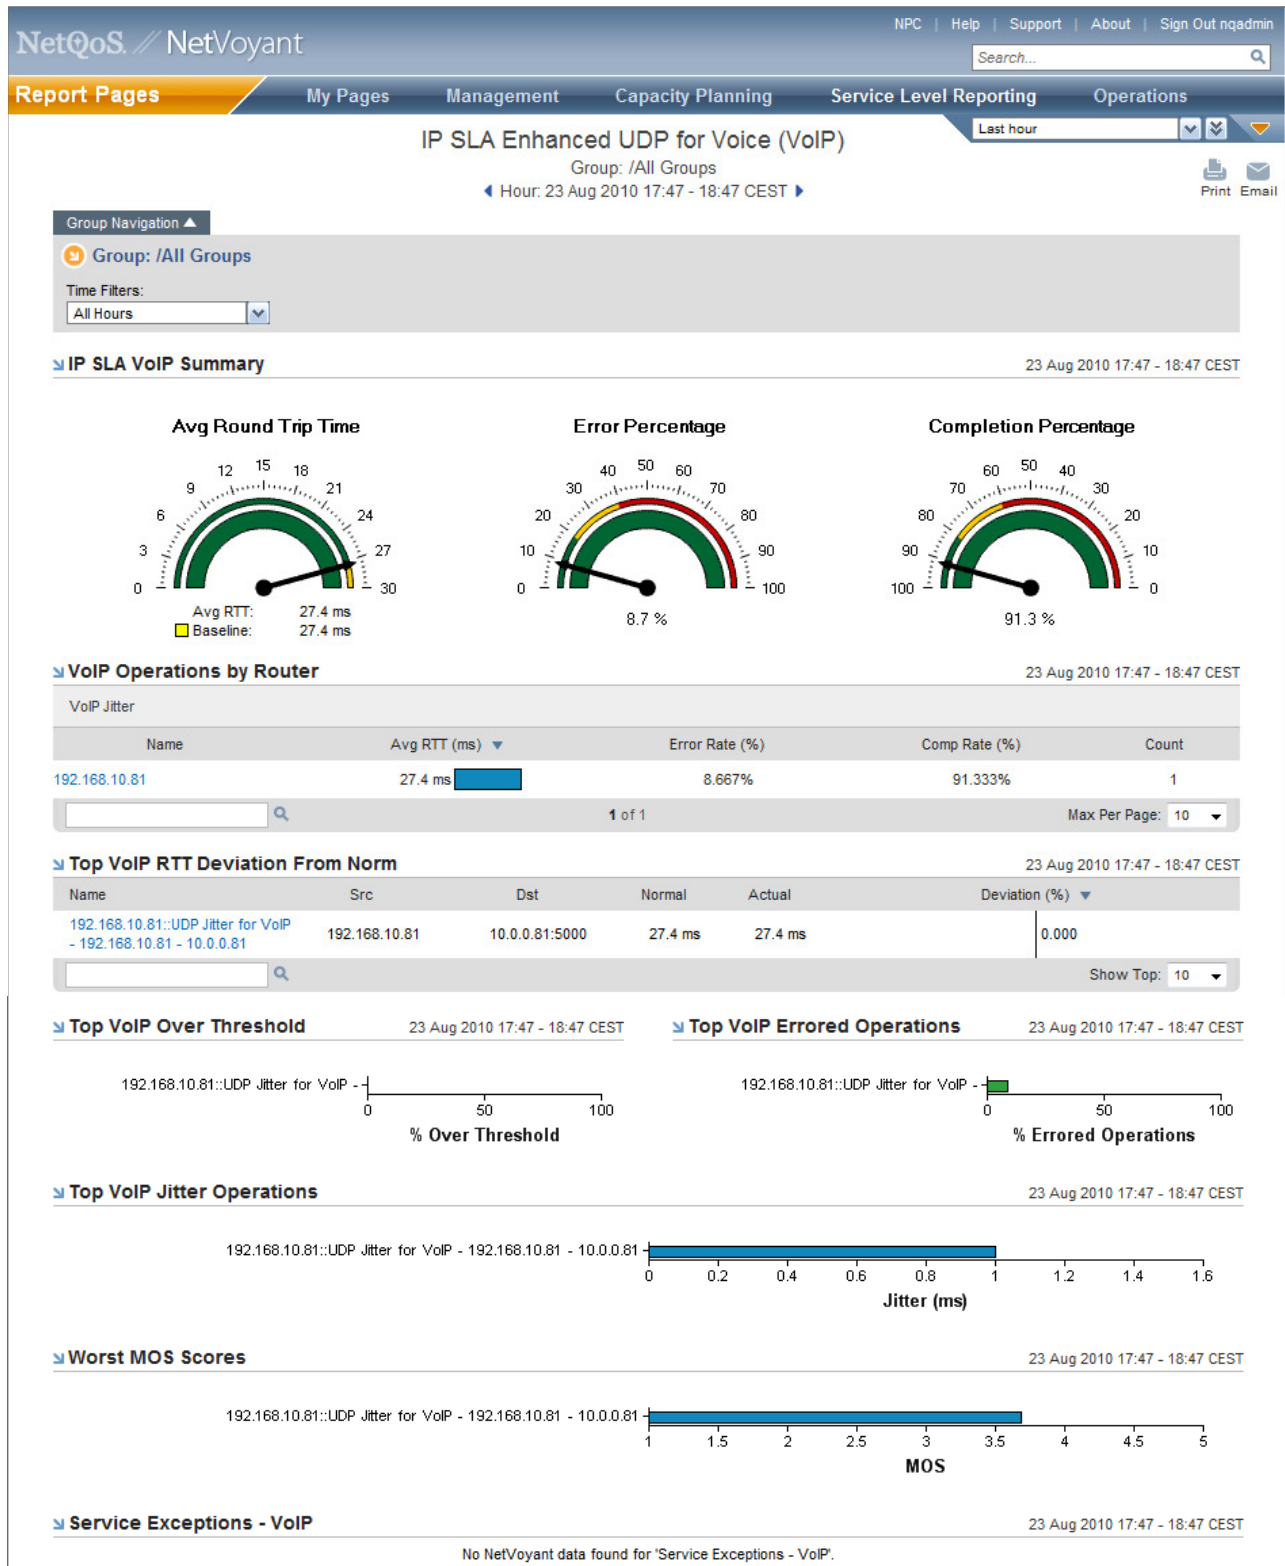 NPC | Help | Support | About | Sign Out nqadmin
NetQoS. // NetVoyant
Search...
Report Pages
My Pages Management Capacity Planning Service Level Reporting Operations
Last hour
IP SLA Enhanced UDP for Voice (VoIP)
Group: /All Groups
Hour: 23 Aug 2010 17:47 - 18:47 CEST
Print Email
Group Navigation
Group: /All Groups
Time Filters:
All Hours
IP SLA VoIP Summary 23 Aug 2010 17:47 - 18:47 CEST
Avg Round Trip Time
0 3 6 9 12 15 18 21 24 27 30
Avg RTT: 27.4 ms
Baseline: 27.4 ms
Error Percentage
0 10 20 30 40 50 60 70 80 90 100
8.7 %
Completion Percentage
100 90 80 70 60 50 40 30 20 10 0
91.3 %
VoIP Operations by Router 23 Aug 2010 17:47 - 18:47 CEST
VoIP Jitter
Name Avg RTT (ms) Error Rate (%) Comp Rate (%) Count
192.168.10.81 27.4 ms 8.667% 91.333% 1
1 of 1 Max Per Page: 10
Top VoIP RTT Deviation From Norm 23 Aug 2010 17:47 - 18:47 CEST
Name Src Dst Normal Actual Deviation (%)
192.168.10.81::UDP Jitter for VoIP
- 192.168.10.81 - 10.0.0.81 192.168.10.81 10.0.0.81:5000 27.4 ms 27.4 ms 0.000
Show Top: 10
Top VoIP Over Threshold 23 Aug 2010 17:47 - 18:47 CEST
192.168.10.81::UDP Jitter for VoIP -
0 50 100
% Over Threshold
Top VoIP Errored Operations 23 Aug 2010 17:47 - 18:47 CEST
192.168.10.81::UDP Jitter for VoIP -
0 50 100
% Errored Operations
Top VoIP Jitter Operations 23 Aug 2010 17:47 - 18:47 CEST
192.168.10.81::UDP Jitter for VoIP - 192.168.10.81 - 10.0.0.81
0 0.2 0.4 0.6 0.8 1 1.2 1.4 1.6
Jitter (ms)
Worst MOS Scores 23 Aug 2010 17:47 - 18:47 CEST
192.168.10.81::UDP Jitter for VoIP - 192.168.10.81 - 10.0.0.81
1 1.5 2 2.5 3 3.5 4 4.5 5
MOS
Service Exceptions - VoIP 23 Aug 2010 17:47 - 18:47 CEST
No NetVoyant data found for 'Service Exceptions - VoIP'.